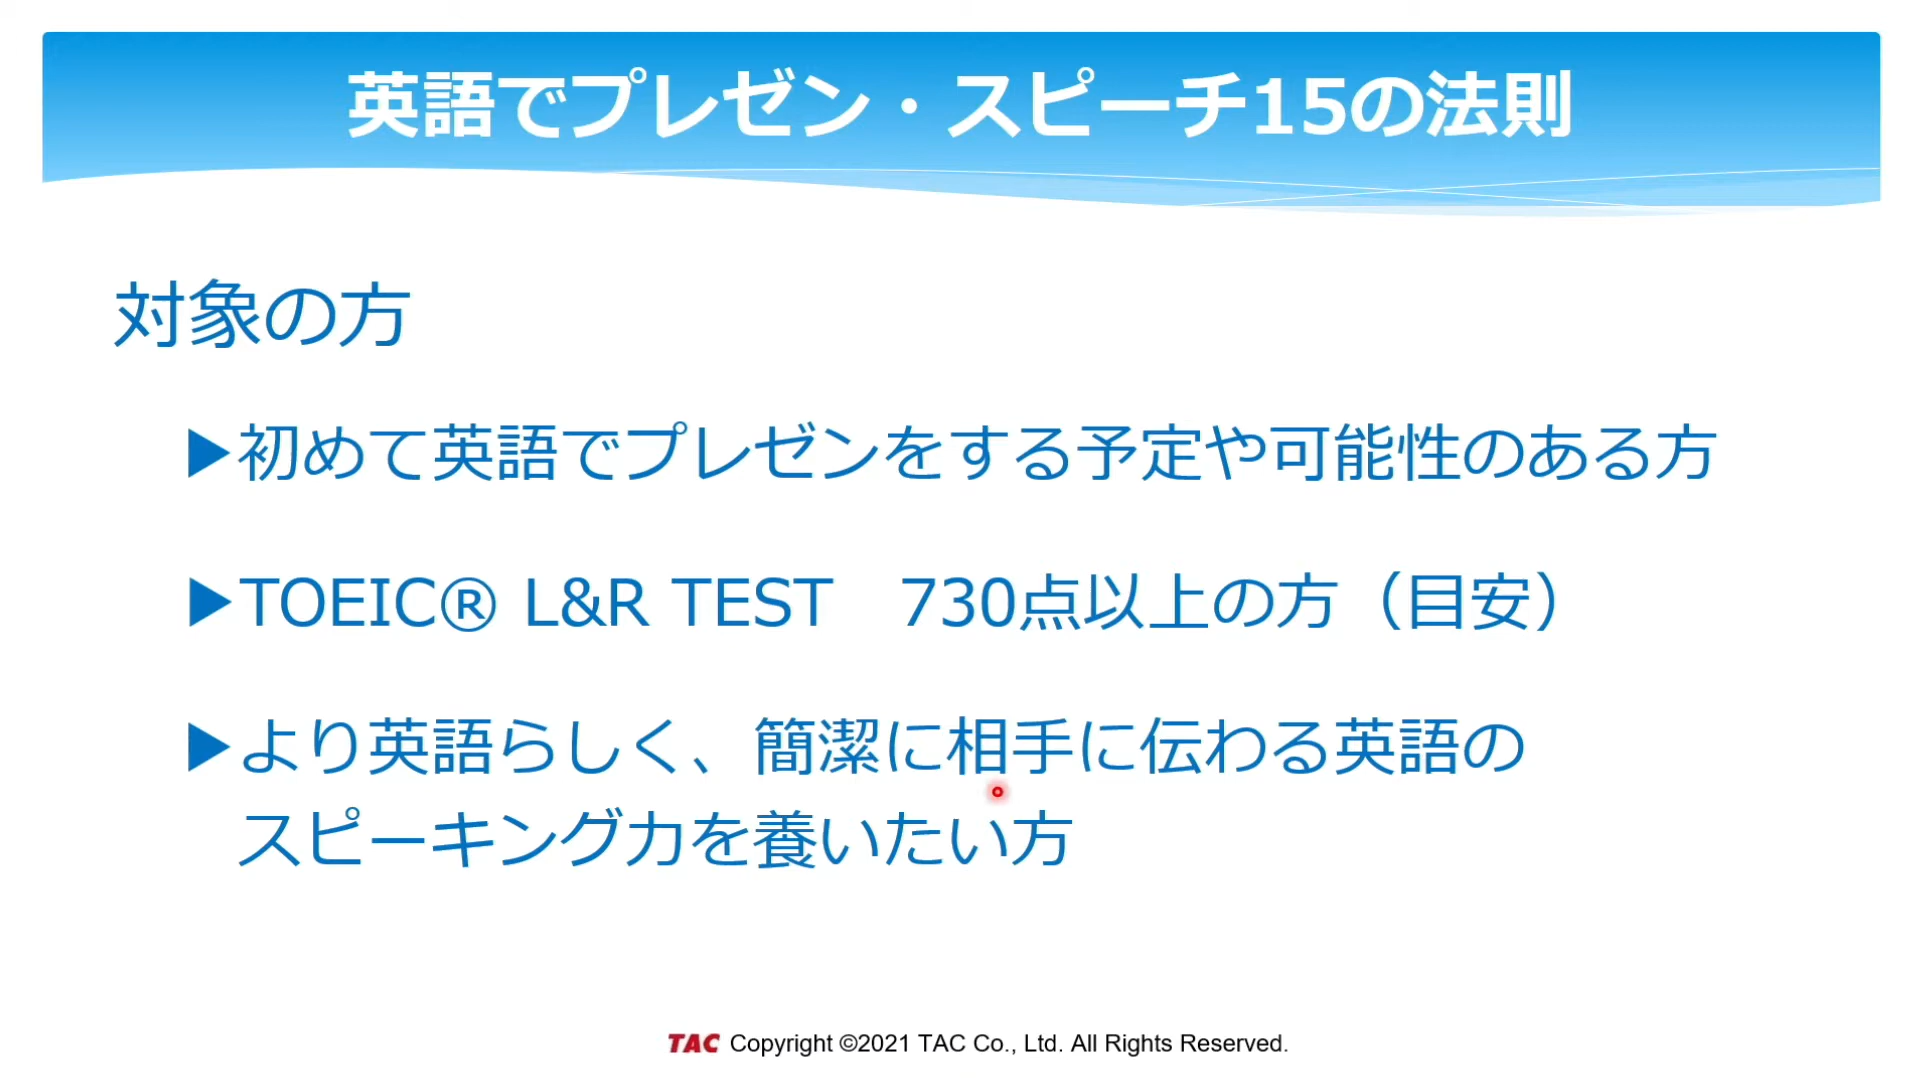 英語でプレゼン・スピーチ15の法則
対象の方
▶初めて英語でプレゼンをする予定や可能性のある方
▶TOEIC® L&R TEST　730点以上の方（目安）
▶より英語らしく、簡潔に相手に伝わる英語の
スピーキング力を養いたい方
TAC Copyright ©2021 TAC Co., Ltd. All Rights Reserved.